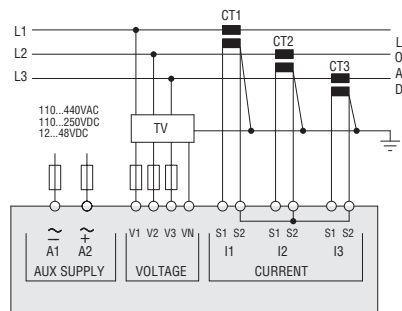 CT1
L1
L2
CT2
L3
CT3
L
O
A
D
110...440VAC
110...250VDC
12...48VDC
TV
V1 V2 V3 VN S1 S2 S1 S2 S1 S2
~ ~
– +
A1 A2 I1 I2 I3
AUX SUPPLY VOLTAGE CURRENT